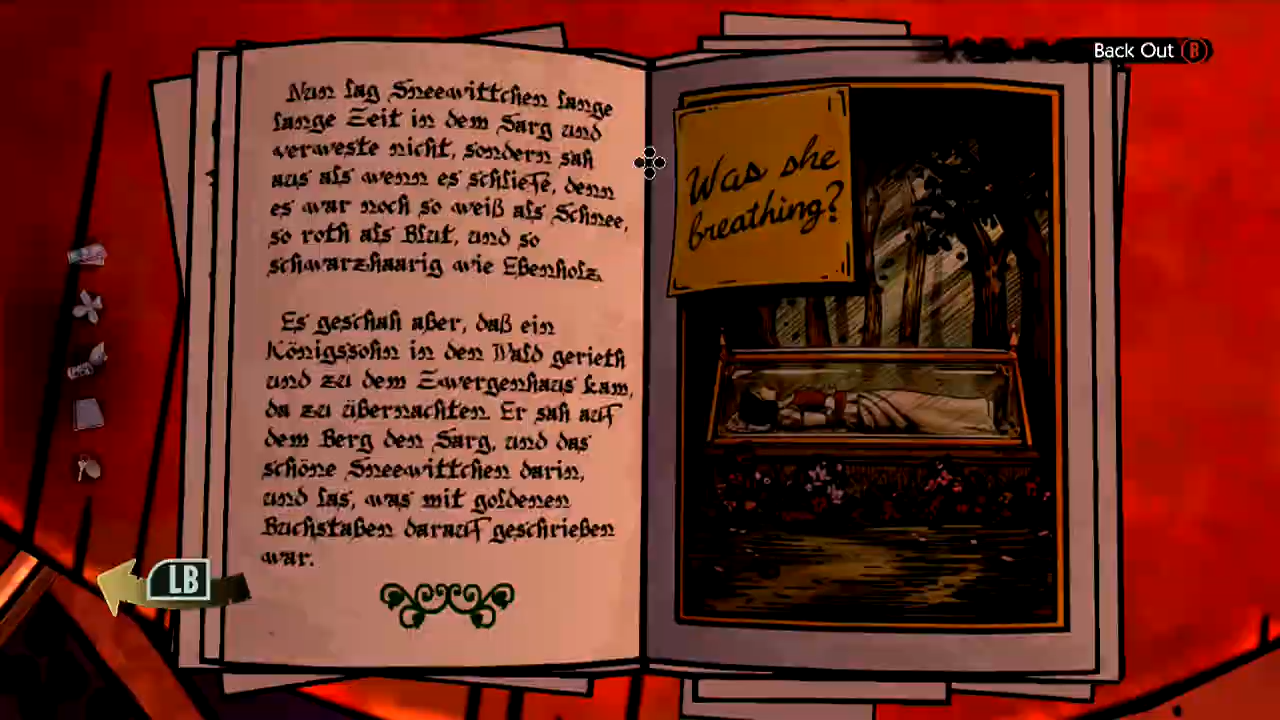 Back Out B
Nun lag Sneewittchen lange
lange Zeit in dem Sarg und
verweste nicht, sondern sah
aus als wenn es schliefe, denn
es war noch so weiß als Schnee,
so roth als Blut, und so
schwarzhaarig wie Ebenholz.
Es geschah aber, daß ein
Königssohn in den Wald gerieth
und zu dem Zwergenhaus kam,
da zu übernachten. Er sah auf
dem Berg den Sarg, und das
schöne Sneewittchen darin,
und las, was mit goldenen
Buchstaben darauf geschrieben
war.
Was she
breathing?
LB